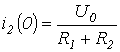 i₂(0) = U₀ / (R₁ + R₂)